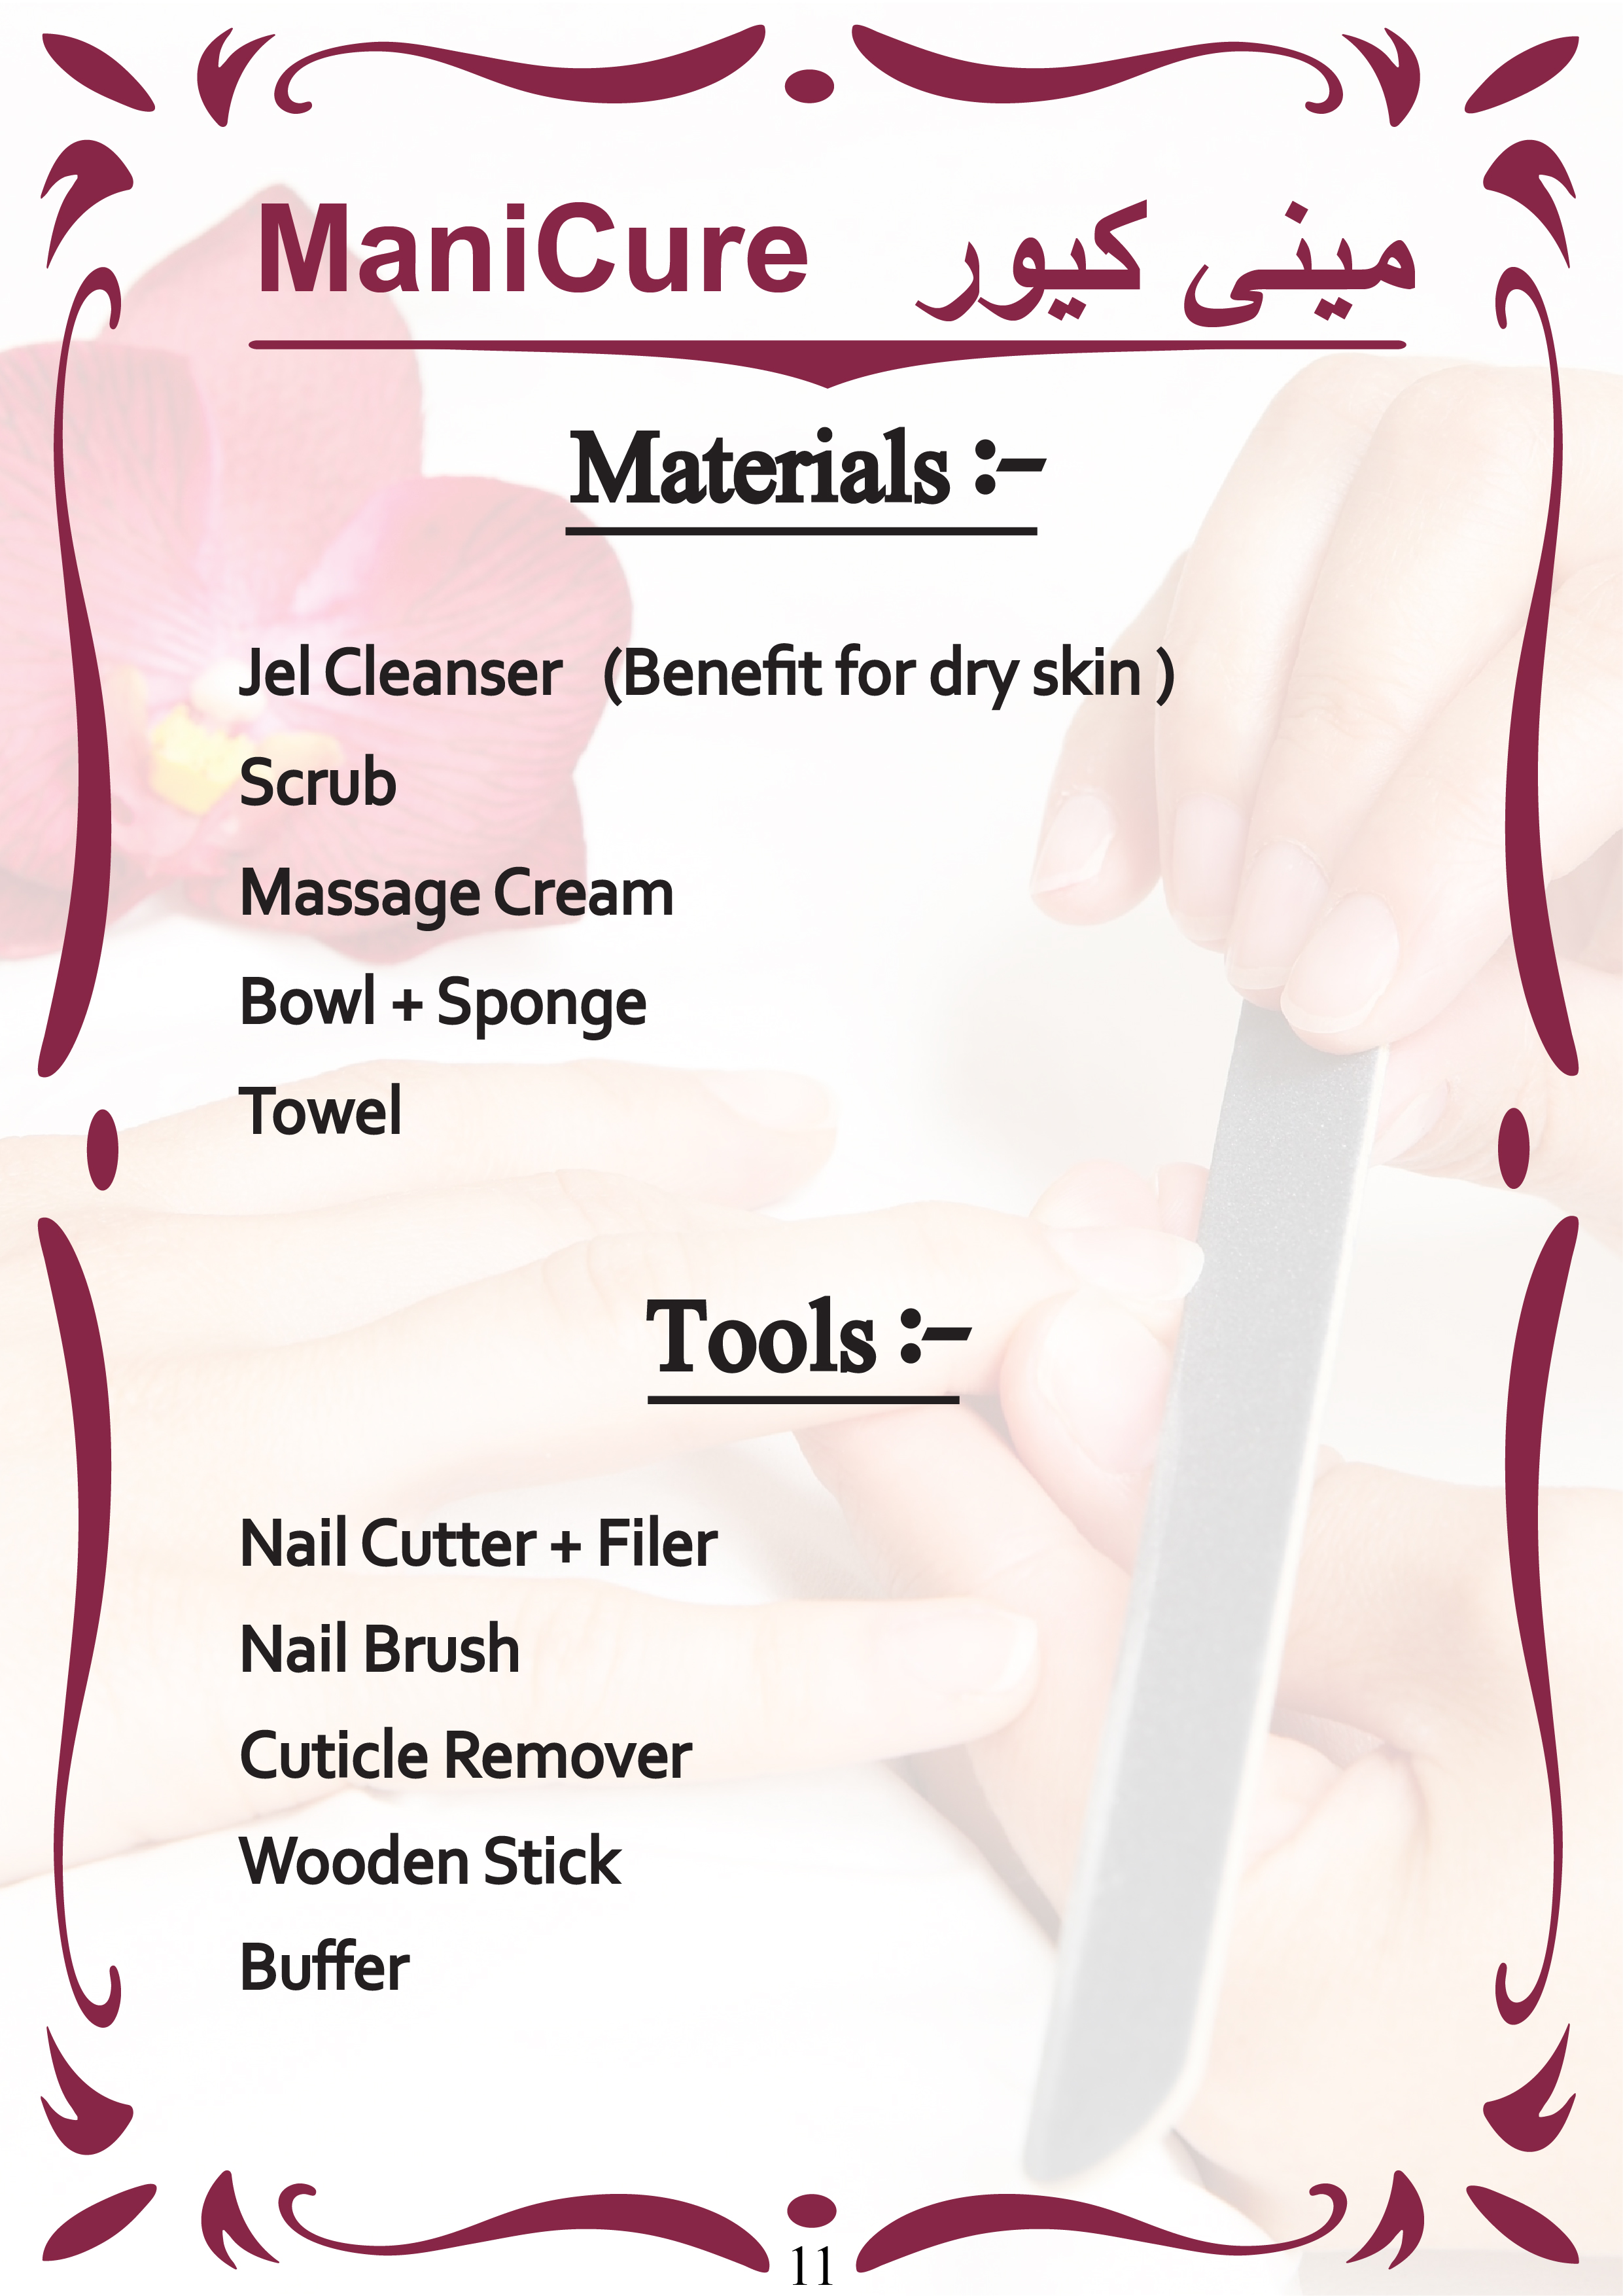 ManiCure مینی کیور
Materials :-
Jel Cleanser (Benefit for dry skin )
Scrub
Massage Cream
Bowl + Sponge
Towel
Tools :-
Nail Cutter + Filer
Nail Brush
Cuticle Remover
Wooden Stick
Buffer
11